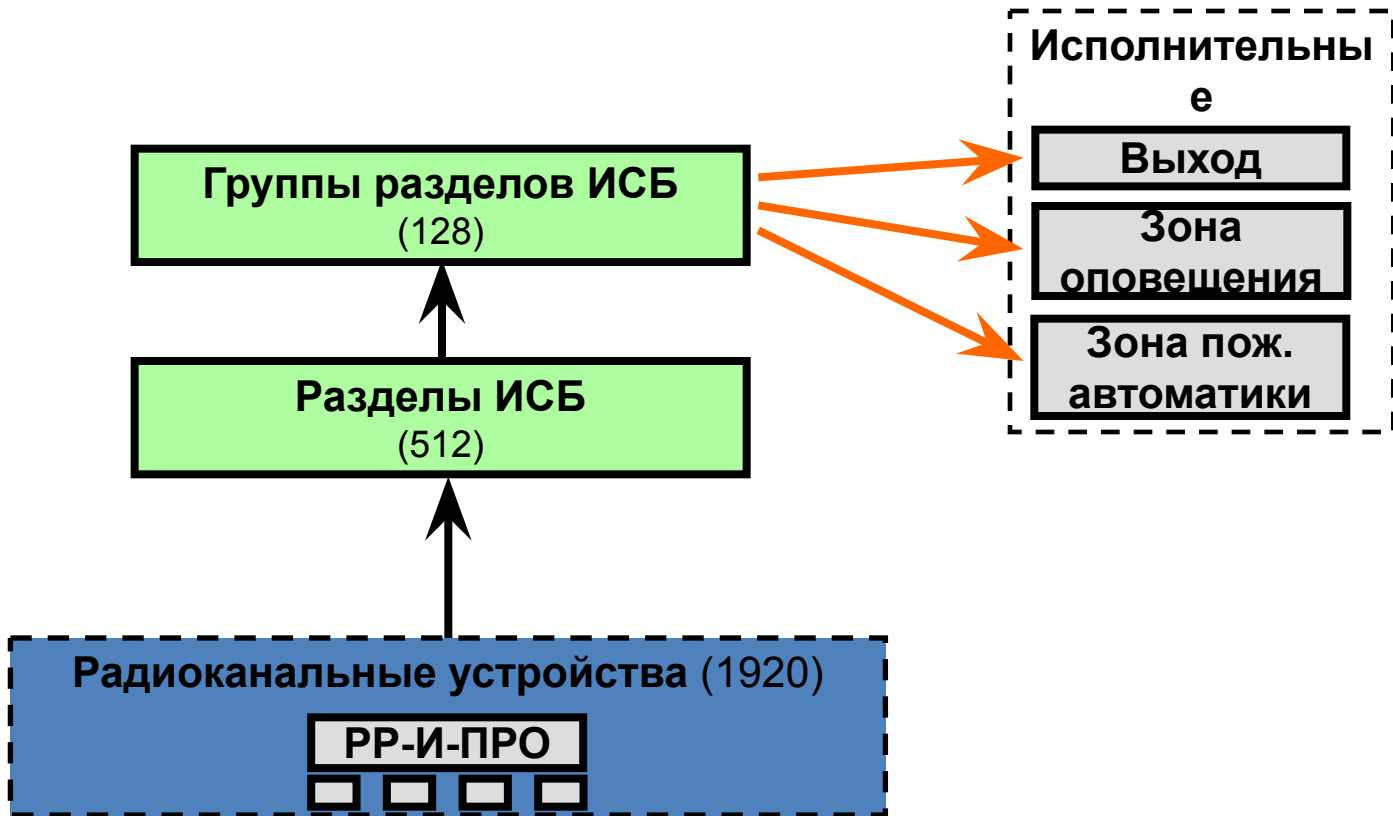 Исполнительны
е
Выход
Зона
оповещения
Зона пож.
автоматики
Группы разделов ИСБ
(128)
Разделы ИСБ
(512)
Радиоканальные устройства (1920)
РР-И-ПРО